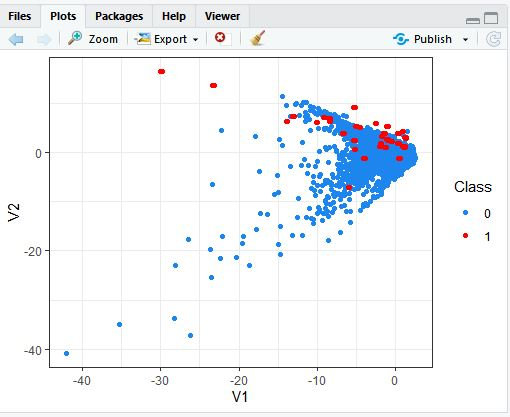 Files Plots Packages Help Viewer
Zoom Export Publish
V2
0
-20
-40
-40 -30 -20 -10 0
V1
Class
0
1